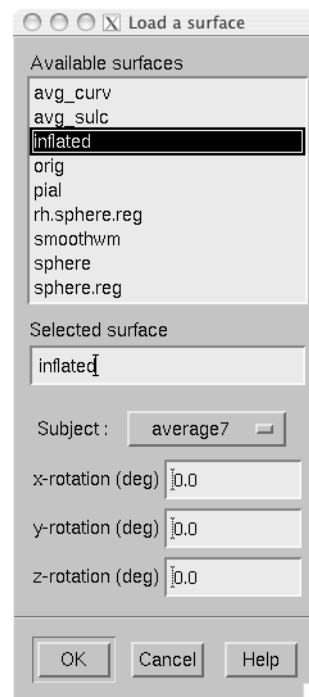 X Load a surface
Available surfaces
avg_curv
avg_sulc
inflated
orig
pial
rh.sphere.reg
smoothwm
sphere
sphere.reg
Selected surface
inflated
Subject : average7
x-rotation (deg) 0.0
y-rotation (deg) 0.0
z-rotation (deg) 0.0
OK Cancel Help